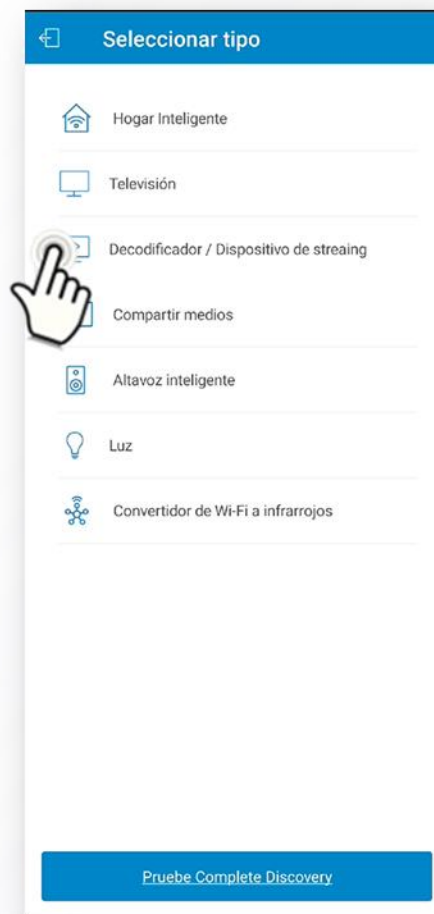 Seleccionar tipo
Hogar Inteligente
Televisión
Decodificador / Dispositivo de streaing
Compartir medios
Altavoz inteligente
Luz
Convertidor de Wi-Fi a infrarrojos
Pruebe Complete Discovery